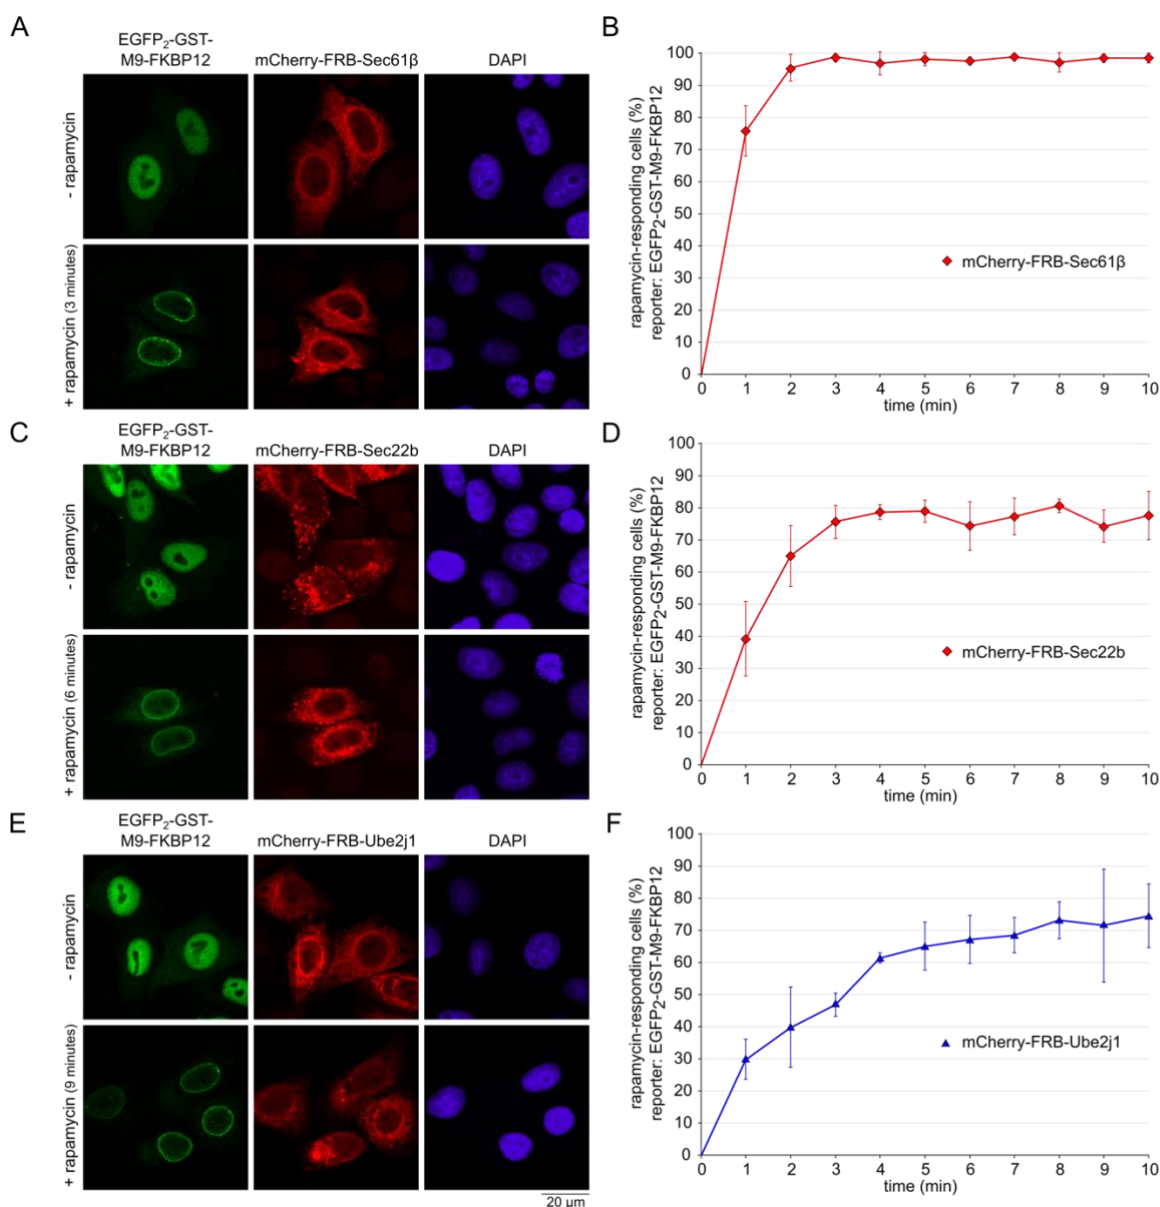 A
EGFP₂-GST-
M9-FKBP12
mCherry-FRB-Sec61β
DAPI
- rapamycin
+ rapamycin (3 minutes)
B
rapamycin-responding cells (%)
reporter: EGFP₂-GST-M9-FKBP12
100
90
80
70
60
50
40
30
20
10
0
mCherry-FRB-Sec61β
0 1 2 3 4 5 6 7 8 9 10
time (min)
C
EGFP₂-GST-
M9-FKBP12
mCherry-FRB-Sec22b
DAPI
- rapamycin
+ rapamycin (6 minutes)
D
rapamycin-responding cells (%)
reporter: EGFP₂-GST-M9-FKBP12
100
90
80
70
60
50
40
30
20
10
0
mCherry-FRB-Sec22b
0 1 2 3 4 5 6 7 8 9 10
time (min)
E
EGFP₂-GST-
M9-FKBP12
mCherry-FRB-Ube2j1
DAPI
- rapamycin
+ rapamycin (9 minutes)
20 µm
F
rapamycin-responding cells (%)
reporter: EGFP₂-GST-M9-FKBP12
100
90
80
70
60
50
40
30
20
10
0
mCherry-FRB-Ube2j1
0 1 2 3 4 5 6 7 8 9 10
time (min)